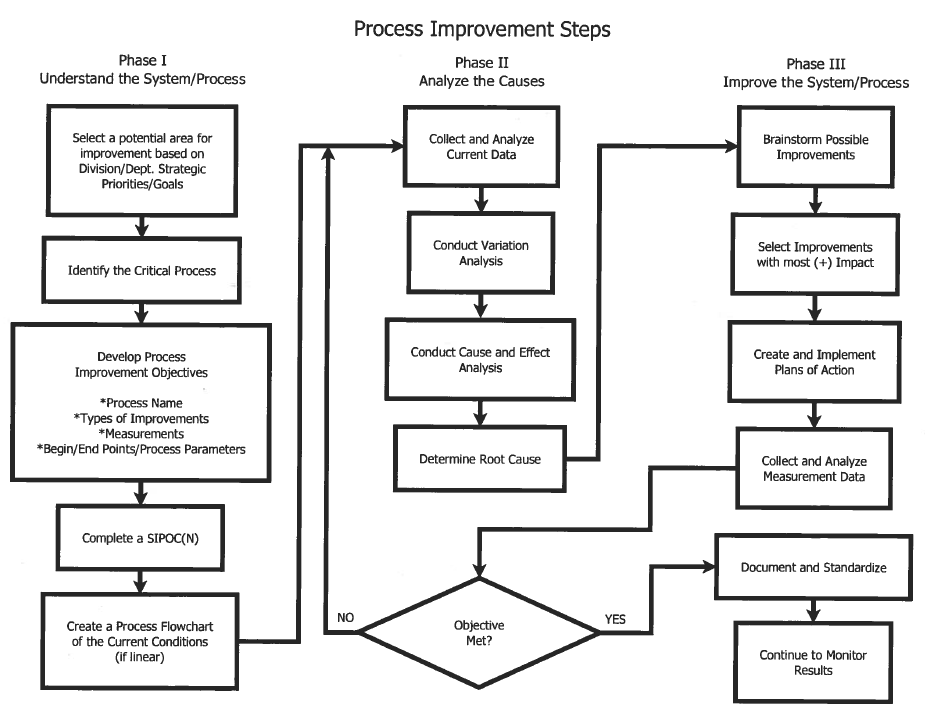 Process Improvement Steps
Phase I
Understand the System/Process
Select a potential area for
improvement based on
Division/Dept. Strategic
Priorities/Goals
Identify the Critical Process
Develop Process
Improvement Objectives
*Process Name
*Types of Improvements
*Measurements
*Begin/End Points/Process Parameters
Complete a SIPOC(N)
Create a Process Flowchart
of the Current Conditions
(if linear)
Phase II
Analyze the Causes
Collect and Analyze
Current Data
Conduct Variation
Analysis
Conduct Cause and Effect
Analysis
Determine Root Cause
Phase III
Improve the System/Process
Brainstorm Possible
Improvements
Select Improvements
with most (+) Impact
Create and Implement
Plans of Action
Collect and Analyze
Measurement Data
Objective
Met?
NO
YES
Document and Standardize
Continue to Monitor
Results